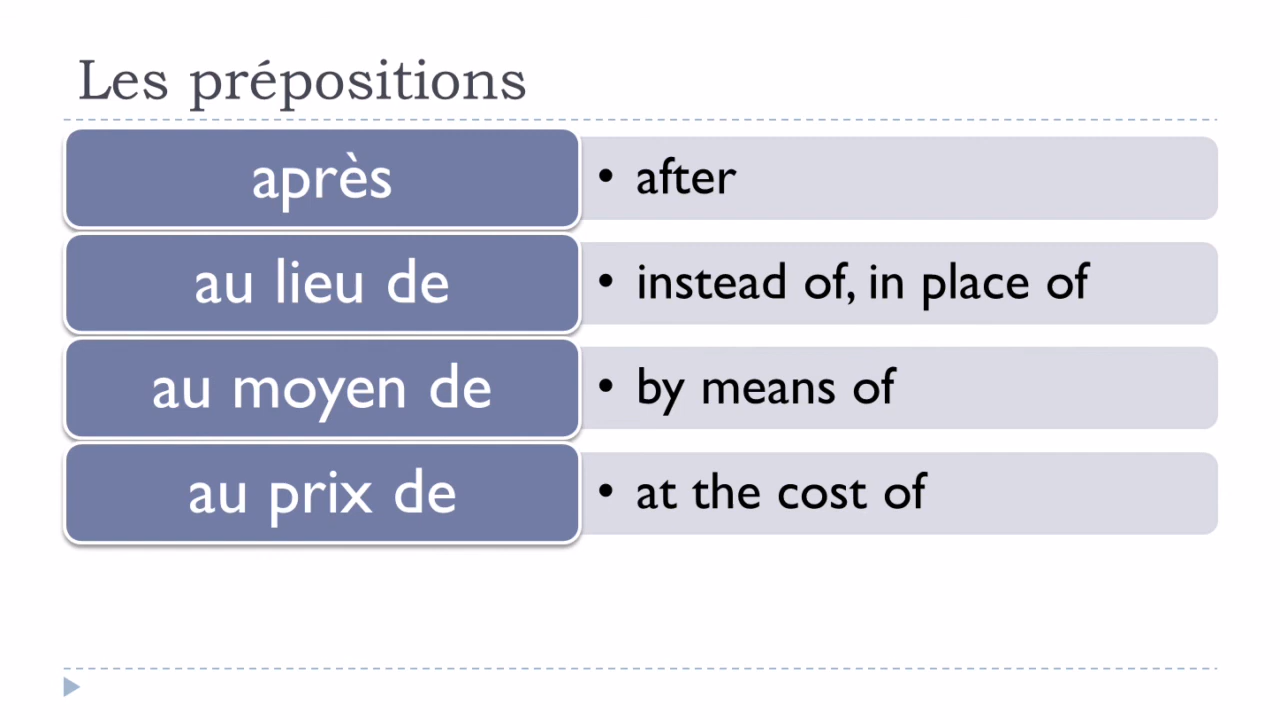 Les prépositions
après
• after
au lieu de
• instead of, in place of
au moyen de
• by means of
au prix de
• at the cost of